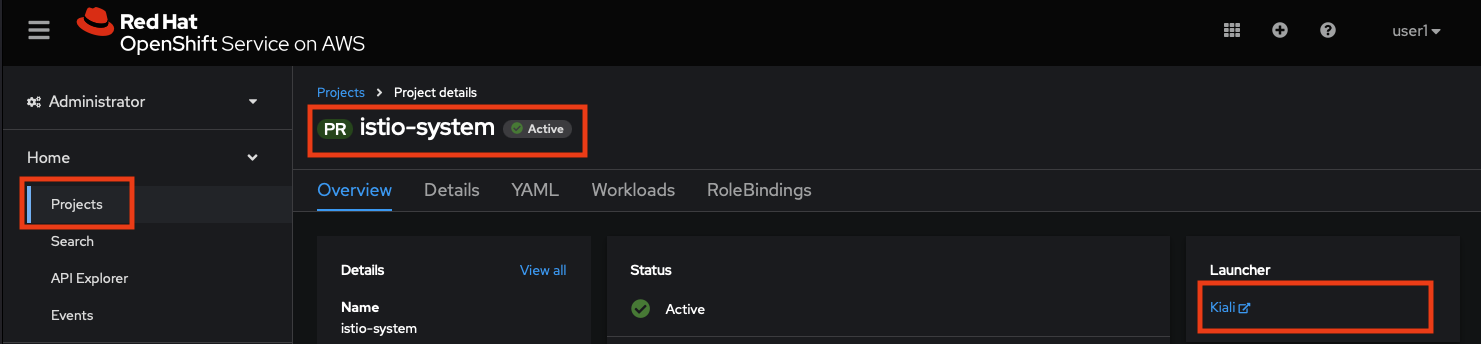 Red Hat
OpenShift Service on AWS
user1
Administrator
Home
Projects
Search
API Explorer
Events
Projects > Project details
PR istio-system Active
Overview Details YAML Workloads RoleBindings
Details View all
Name
istio-system
Status
Active
Launcher
Kiali